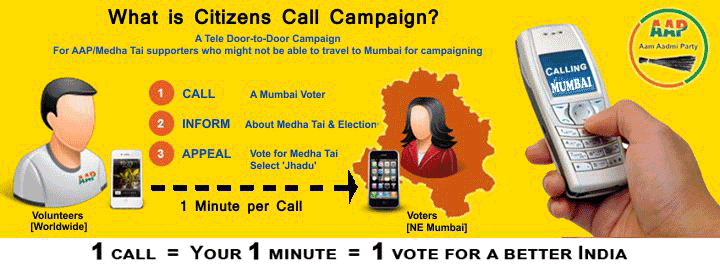 What is Citizens Call Campaign?
A Tele Door-to-Door Campaign
For AAP/Medha Tai supporters who might not be able to travel to Mumbai for campaigning
AAP
Aam Aadmi Party
CALLING
MUMBAI
1 CALL A Mumbai Voter
2 INFORM About Medha Tai & Election
3 APPEAL Vote for Medha Tai
Select 'Jhadu'
AAP
1 Minute per Call
Volunteers
[Worldwide]
Voters
[NE Mumbai]
1 CALL = YOUR 1 MINUTE = 1 VOTE FOR A BETTER INDIA